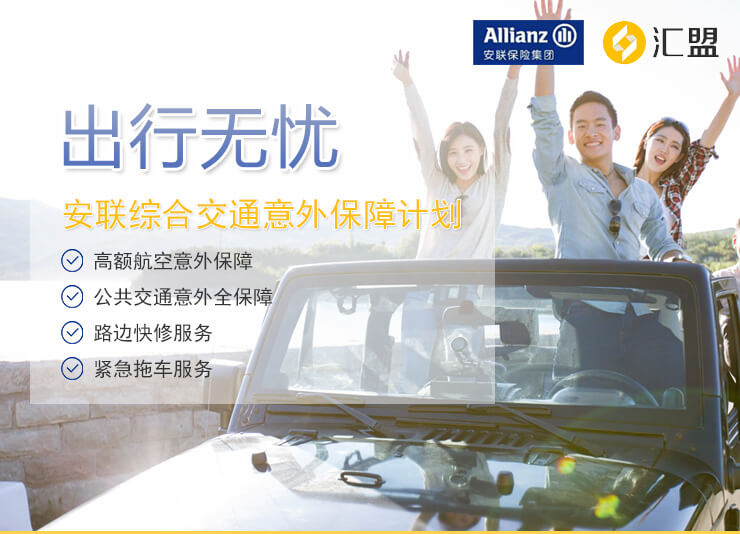 Allianz
安联保险集团
汇盟
出行无忧
安联综合交通意外保障计划
高额航空意外保障
公共交通意外全保障
路边快修服务
紧急拖车服务